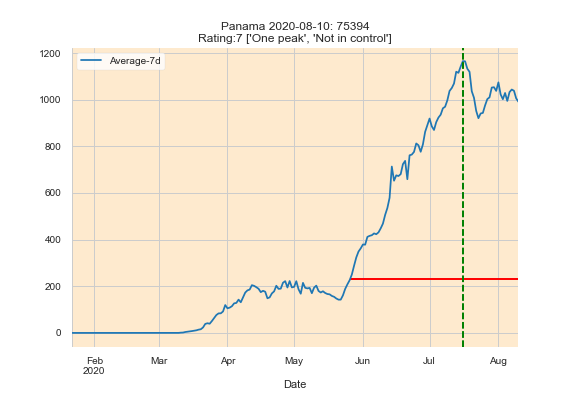 Panama 2020-08-10: 75394
Rating:7 ['One peak', 'Not in control']
Average-7d
1200
1000
800
600
400
200
0
Feb Mar Apr May Jun Jul Aug
2020
Date